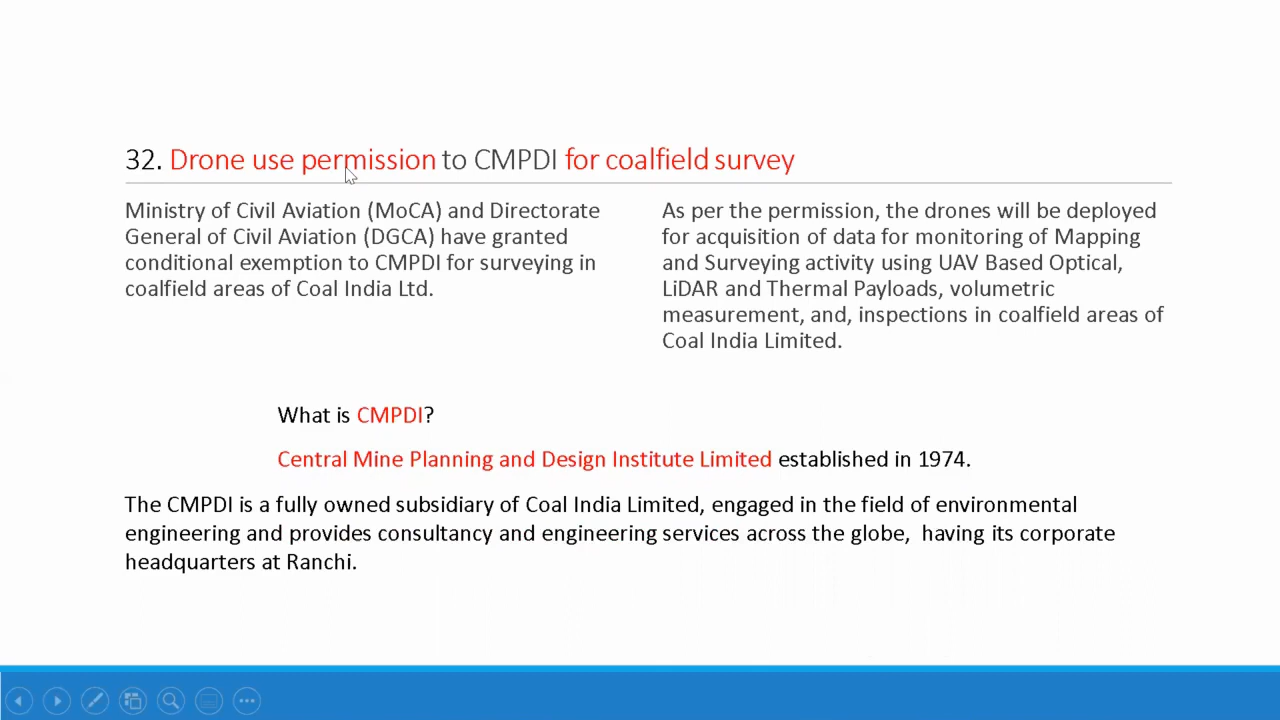 32. Drone use permission to CMPDI for coalfield survey
Ministry of Civil Aviation (MoCA) and Directorate
General of Civil Aviation (DGCA) have granted
conditional exemption to CMPDI for surveying in
coalfield areas of Coal India Ltd.
As per the permission, the drones will be deployed
for acquisition of data for monitoring of Mapping
and Surveying activity using UAV Based Optical,
LiDAR and Thermal Payloads, volumetric
measurement, and, inspections in coalfield areas of
Coal India Limited.
What is CMPDI?
Central Mine Planning and Design Institute Limited established in 1974.
The CMPDI is a fully owned subsidiary of Coal India Limited, engaged in the field of environmental
engineering and provides consultancy and engineering services across the globe, having its corporate
headquarters at Ranchi.